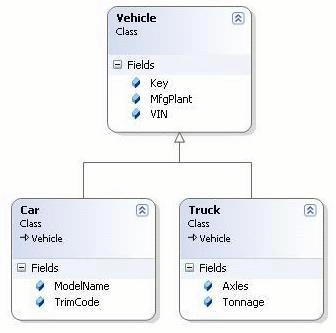 Vehicle
Class
Fields
Key
MfgPlant
VIN
Car
Class
Vehicle
Fields
ModelName
TrimCode
Truck
Class
Vehicle
Fields
Axles
Tonnage